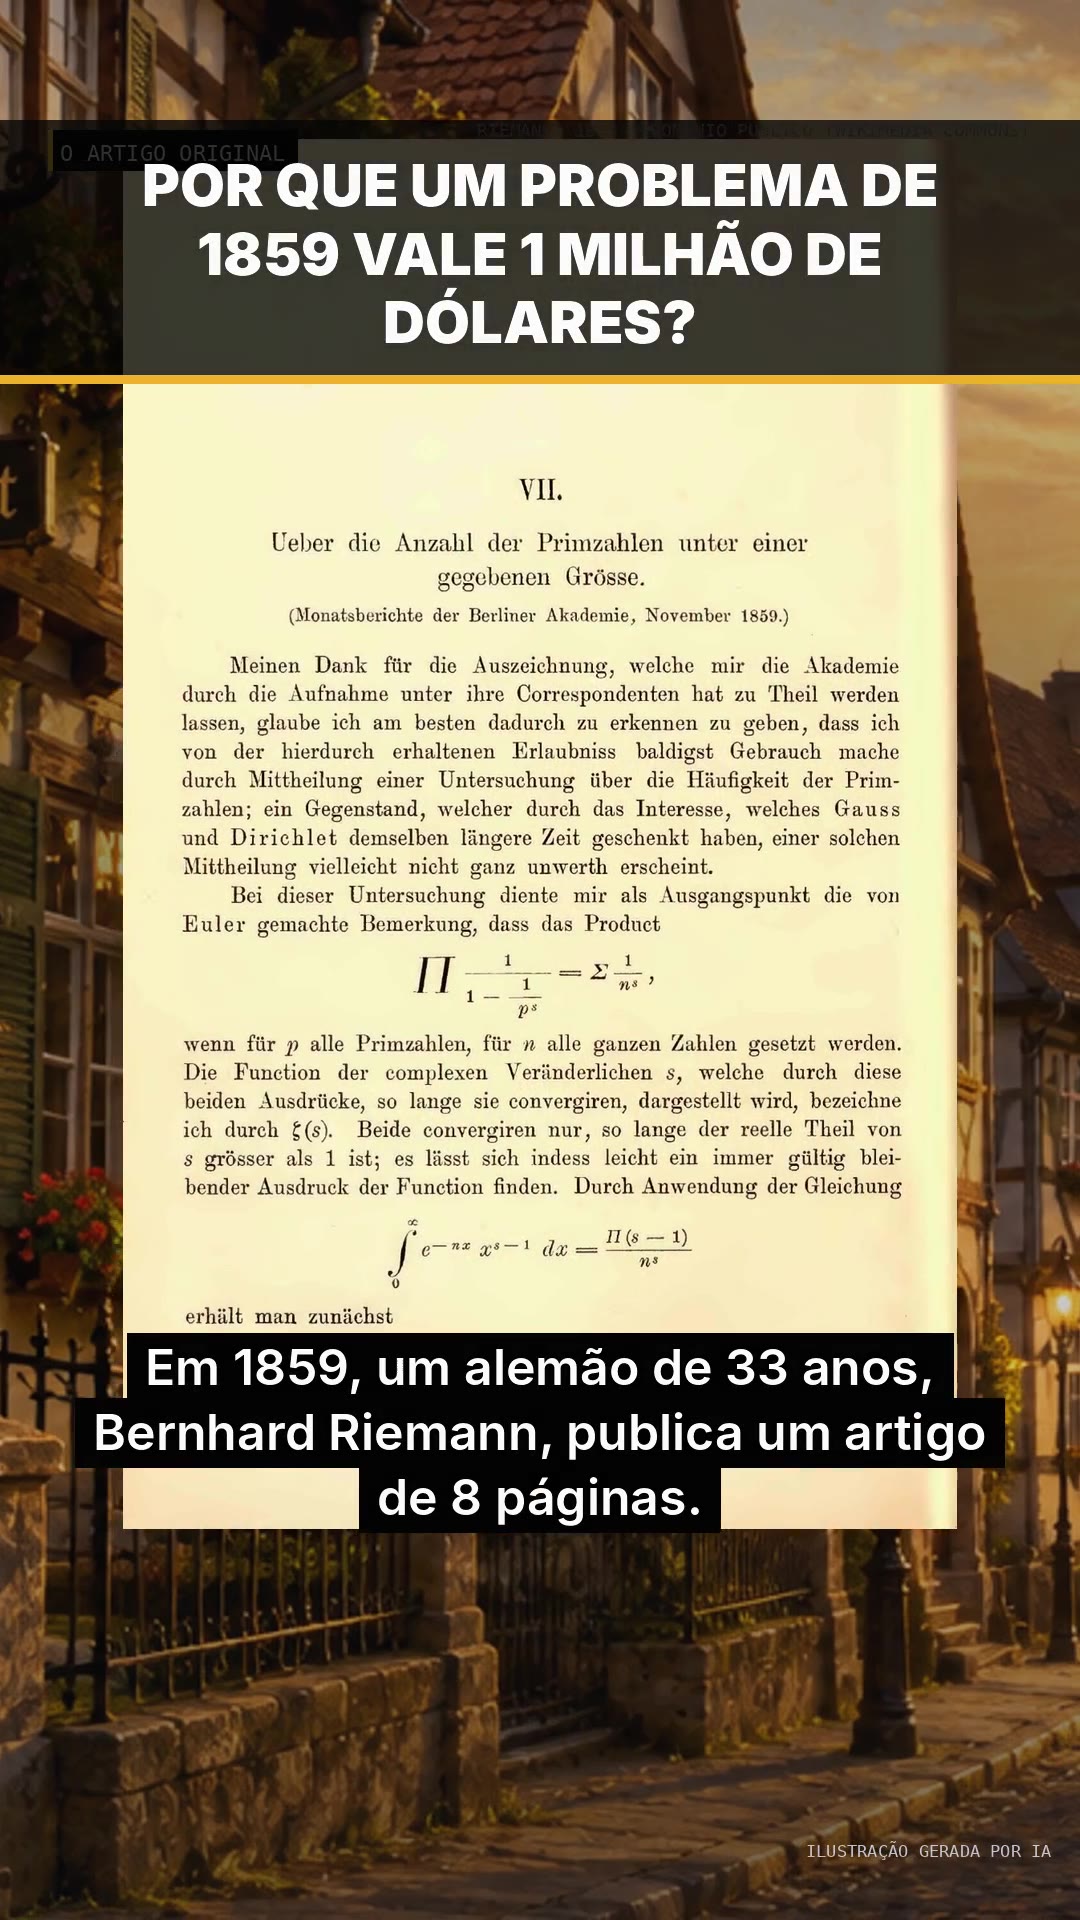 O ARTIGO ORIGINAL
POR QUE UM PROBLEMA DE
1859 VALE 1 MILHÃO DE
DÓLARES?
t
VII.
Ueber die Anzahl der Primzahlen unter einer
gegebenen Grösse.
(Monatsberichte der Berliner Akademie, November 1859.)
Meinen Dank für die Auszeichnung, welche mir die Akademie
durch die Aufnahme unter ihre Correspondenten hat zu Theil werden
lassen, glaube ich am besten dadurch zu erkennen zu geben, dass ich
von der hierdurch erhaltenen Erlaubniss baldigst Gebrauch mache
durch Mittheilung einer Untersuchung über die Häufigkeit der Prim-
zahlen; ein Gegenstand, welcher durch das Interesse, welches Gauss
und Dirichlet demselben längere Zeit geschenkt haben, einer solchen
Mittheilung vielleicht nicht ganz unwerth erscheint.
Bei dieser Untersuchung diente mir als Ausgangspunkt die von
Euler gemachte Bemerkung, dass das Product
Π 1 / (1 − 1/p^s) = Σ 1/n^s ,
wenn für p alle Primzahlen, für n alle ganzen Zahlen gesetzt werden.
Die Function der complexen Veränderlichen s, welche durch diese
beiden Ausdrücke, so lange sie convergiren, dargestellt wird, bezeichne
ich durch ζ(s). Beide convergiren nur, so lange der reelle Theil von
s grösser als 1 ist; es lässt sich indess leicht ein immer gültig blei-
bender Ausdruck der Function finden. Durch Anwendung der Gleichung
∫₀^∞ e^{−nx} x^{s−1} dx = Π(s − 1) / n^s
erhält man zunächst
Em 1859, um alemão de 33 anos,
Bernhard Riemann, publica um artigo
de 8 páginas.
ILUSTRAÇÃO GERADA POR IA